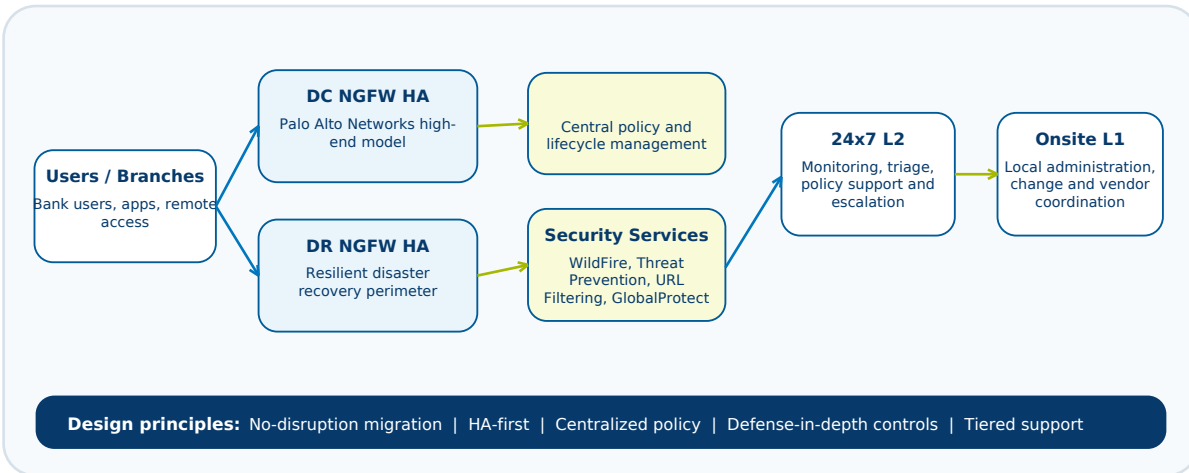 Users / Branches
Bank users, apps, remote
access
DC NGFW HA
Palo Alto Networks high-
end model
DR NGFW HA
Resilient disaster
recovery perimeter
Central policy and
lifecycle management
Security Services
WildFire, Threat
Prevention, URL
Filtering, GlobalProtect
24x7 L2
Monitoring, triage,
policy support and
escalation
Onsite L1
Local administration,
change and vendor
coordination
Design principles: No-disruption migration | HA-first | Centralized policy | Defense-in-depth controls | Tiered support